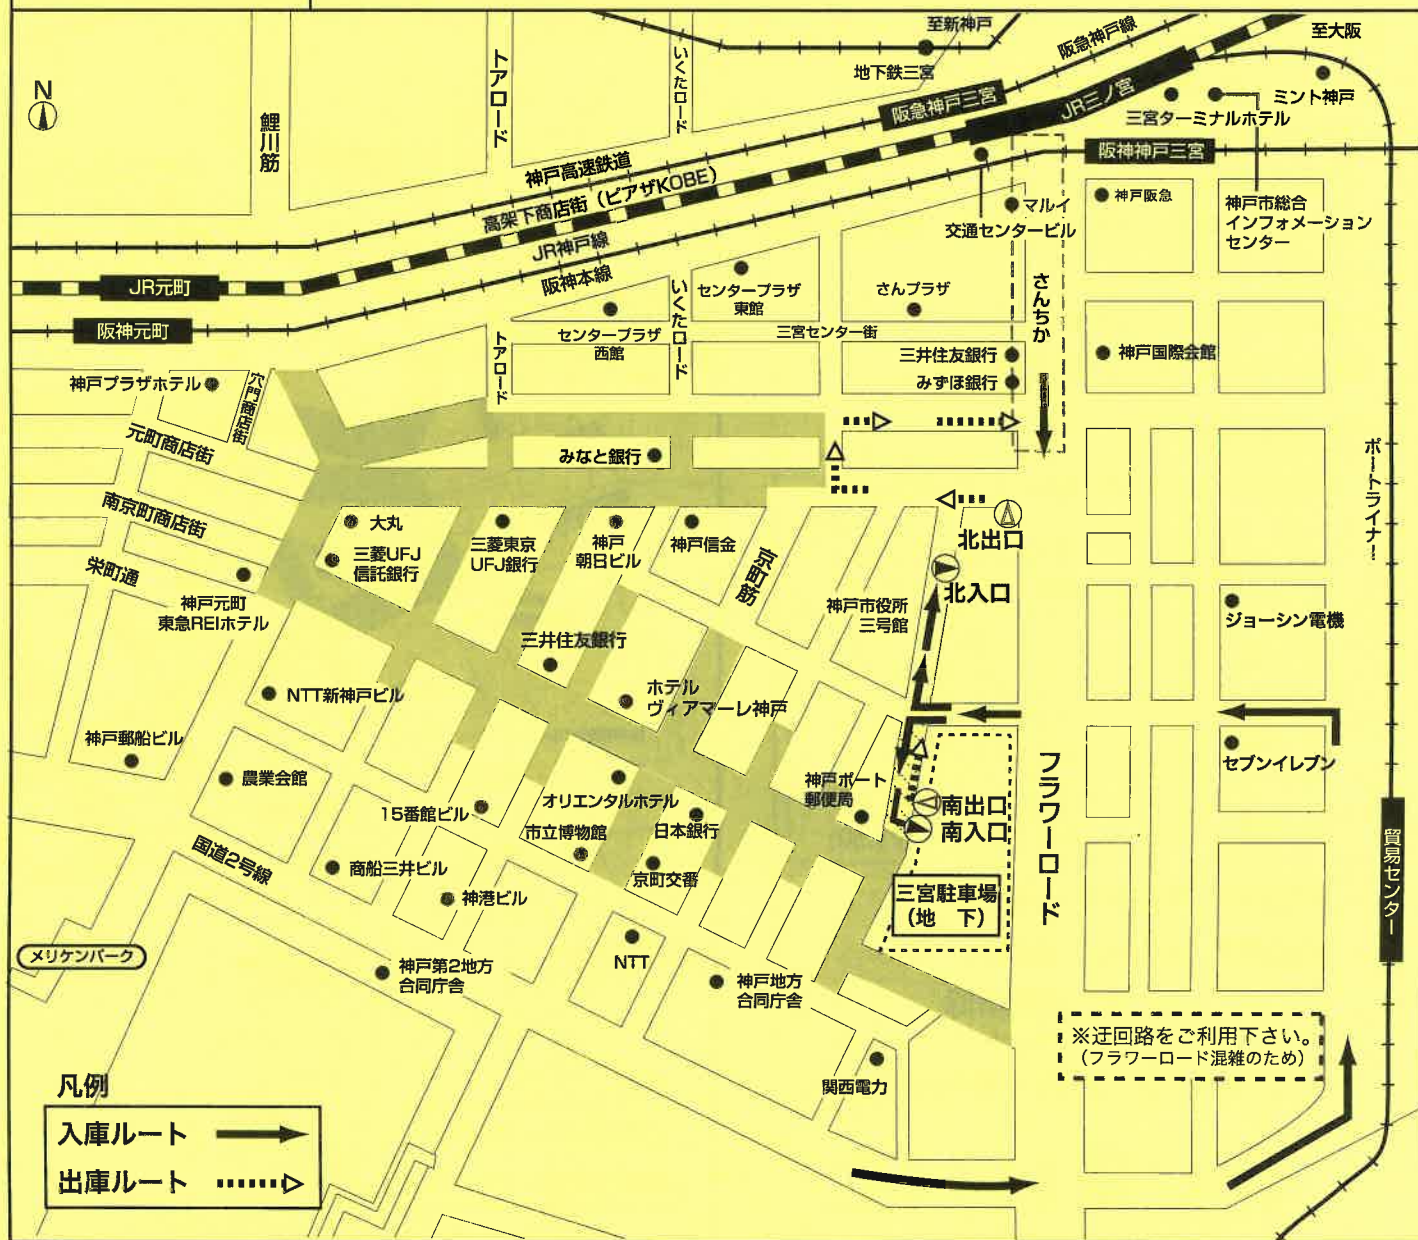 至新神戸
阪急神戸線
至大阪
地下鉄三宮
阪急神戸三宮
JR三ノ宮
ミント神戸
三宮ターミナルホテル
N
トアロード
いくたロード
鯉川筋
阪神神戸三宮
神戸高速鉄道
高架下商店街（ピアザKOBE）
JR神戸線
阪神本線
マルイ
交通センタービル
神戸阪急
神戸市総合
インフォメーション
センター
JR元町
阪神元町
センタープラザ
東館
さんプラザ
さんちか
いくたロード
トアロード
センタープラザ
西館
三宮センター街
三井住友銀行
みずほ銀行
神戸国際会館
神戸プラザホテル
穴門商店街
元町商店街
みなと銀行
ポートライナー
南京町商店街
大丸
三菱UFJ
信託銀行
三菱東京
UFJ銀行
神戸
朝日ビル
神戸信金
京町筋
北出口
北入口
栄町通
神戸元町
東急REIホテル
神戸市役所
三号館
ジョーシン電機
三井住友銀行
NTT新神戸ビル
ホテル
ヴィアマーレ神戸
神戸郵船ビル
農業会館
15番館ビル
オリエンタルホテル
市立博物館
日本銀行
京町交番
神戸ポート
郵便局
南出口
南入口
フラワーロード
セブンイレブン
貿易センター
国道2号線
商船三井ビル
神港ビル
三宮駐車場
（地　下）
メリケンパーク
神戸第2地方
合同庁舎
NTT
神戸地方
合同庁舎
関西電力
※迂回路をご利用下さい。
（フラワーロード混雑のため）
凡例
入庫ルート
出庫ルート